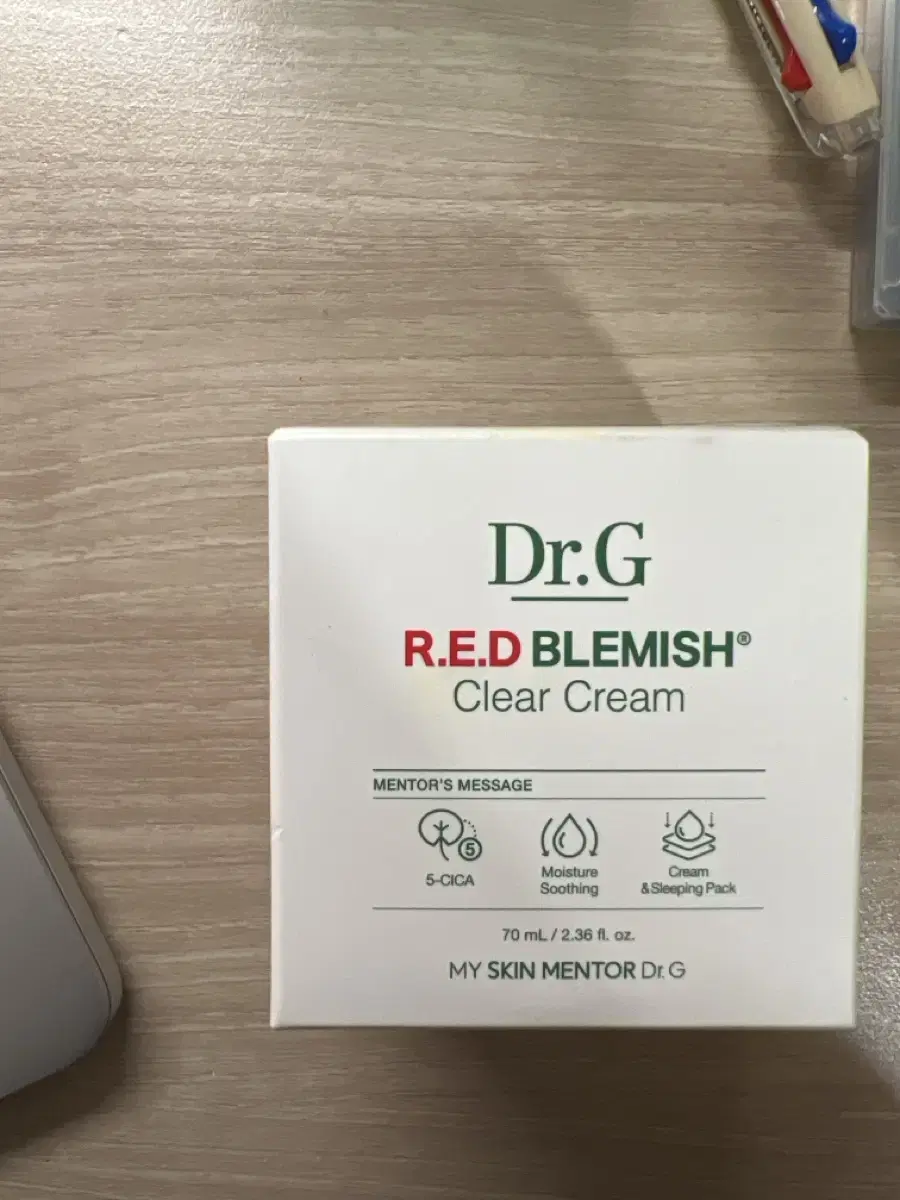 Dr.G
R.E.D BLEMISH®
Clear Cream
MENTOR'S MESSAGE
5
5-CICA
Moisture
Soothing
Cream
&Sleeping Pack
70 mL / 2.36 fl. oz.
MY SKIN MENTOR Dr.G